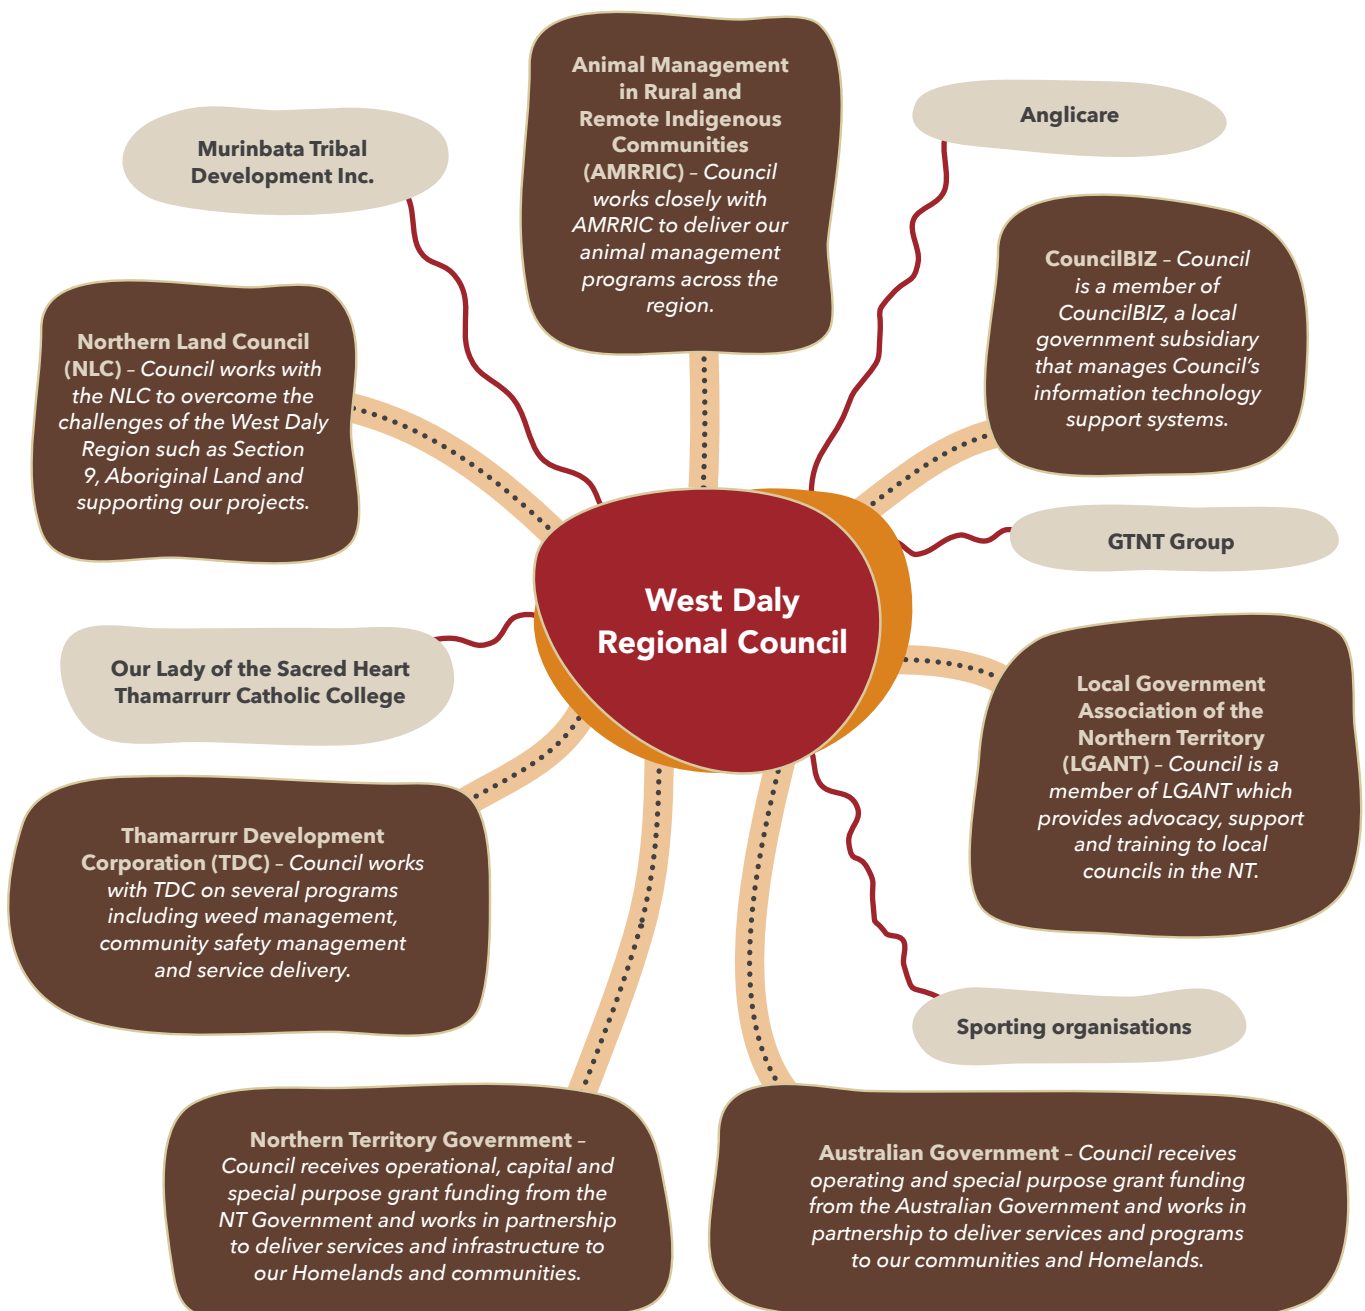 Animal Management
in Rural and
Remote Indigenous
Communities
(AMRRIC) – Council
works closely with
AMRRIC to deliver our
animal management
programs across the
region.
Anglicare
Murinbata Tribal
Development Inc.
CouncilBIZ – Council
is a member of
CouncilBIZ, a local
government subsidiary
that manages Council’s
information technology
support systems.
Northern Land Council
(NLC) – Council works with
the NLC to overcome the
challenges of the West Daly
Region such as Section
9, Aboriginal Land and
supporting our projects.
GTNT Group
West Daly
Regional Council
Our Lady of the Sacred Heart
Thamarrurr Catholic College
Local Government
Association of the
Northern Territory
(LGANT) – Council is a
member of LGANT which
provides advocacy, support
and training to local
councils in the NT.
Thamarrurr Development
Corporation (TDC) – Council works
with TDC on several programs
including weed management,
community safety management
and service delivery.
Sporting organisations
Northern Territory Government –
Council receives operational, capital and
special purpose grant funding from the
NT Government and works in partnership
to deliver services and infrastructure to
our Homelands and communities.
Australian Government – Council receives
operating and special purpose grant funding
from the Australian Government and works in
partnership to deliver services and programs
to our communities and Homelands.